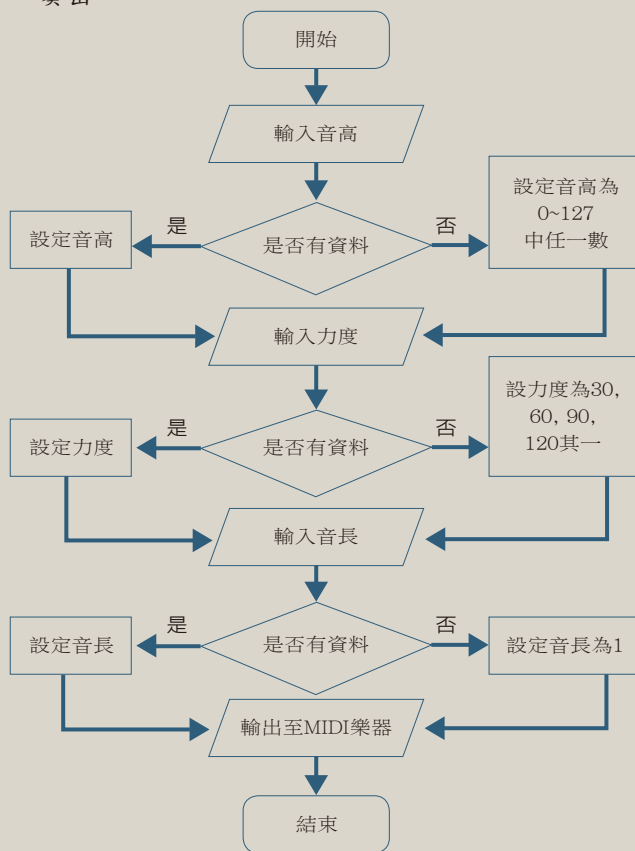 開始
輸入音高
是
是否有資料
否
設定音高
設定音高為
0~127
中任一數
輸入力度
是
是否有資料
否
設定力度
設力度為30,
60, 90,
120其一
輸入音長
是
是否有資料
否
設定音長
設定音長為1
輸出至MIDI樂器
結束